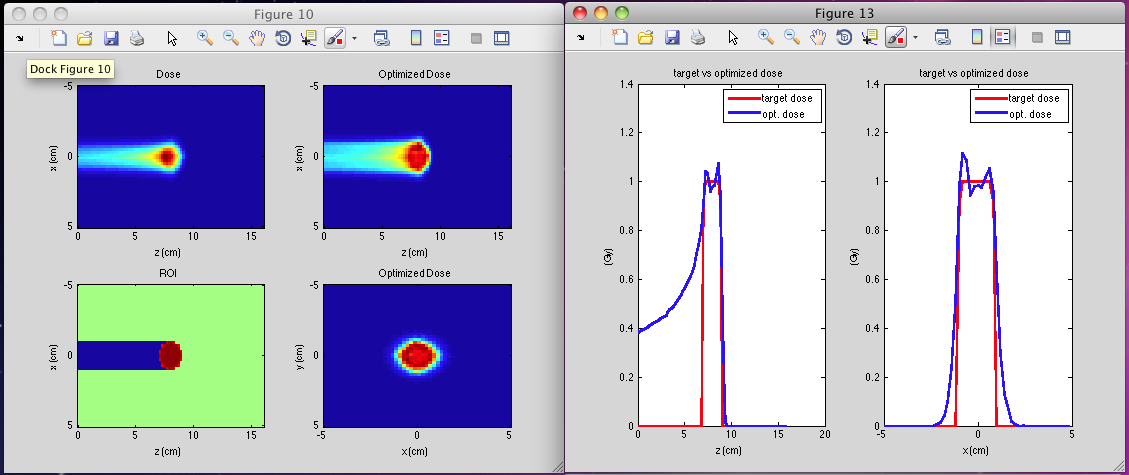 Figure 10
Dock Figure 10
Dose
-5
0
5
x (cm)
0
5
10
15
z (cm)
Optimized Dose
-5
0
5
x (cm)
0
5
10
15
z (cm)
ROI
-5
0
5
x (cm)
0
5
10
15
z (cm)
Optimized Dose
-5
0
5
y (cm)
-5
0
5
x (cm)
Figure 13
target vs optimized dose
target dose
opt. dose
1.4
1.2
1
0.8
0.6
0.4
0.2
0
(Gy)
0
5
10
15
20
z (cm)
target vs optimized dose
target dose
opt. dose
1.4
1.2
1
0.8
0.6
0.4
0.2
0
(Gy)
-5
0
5
x (cm)